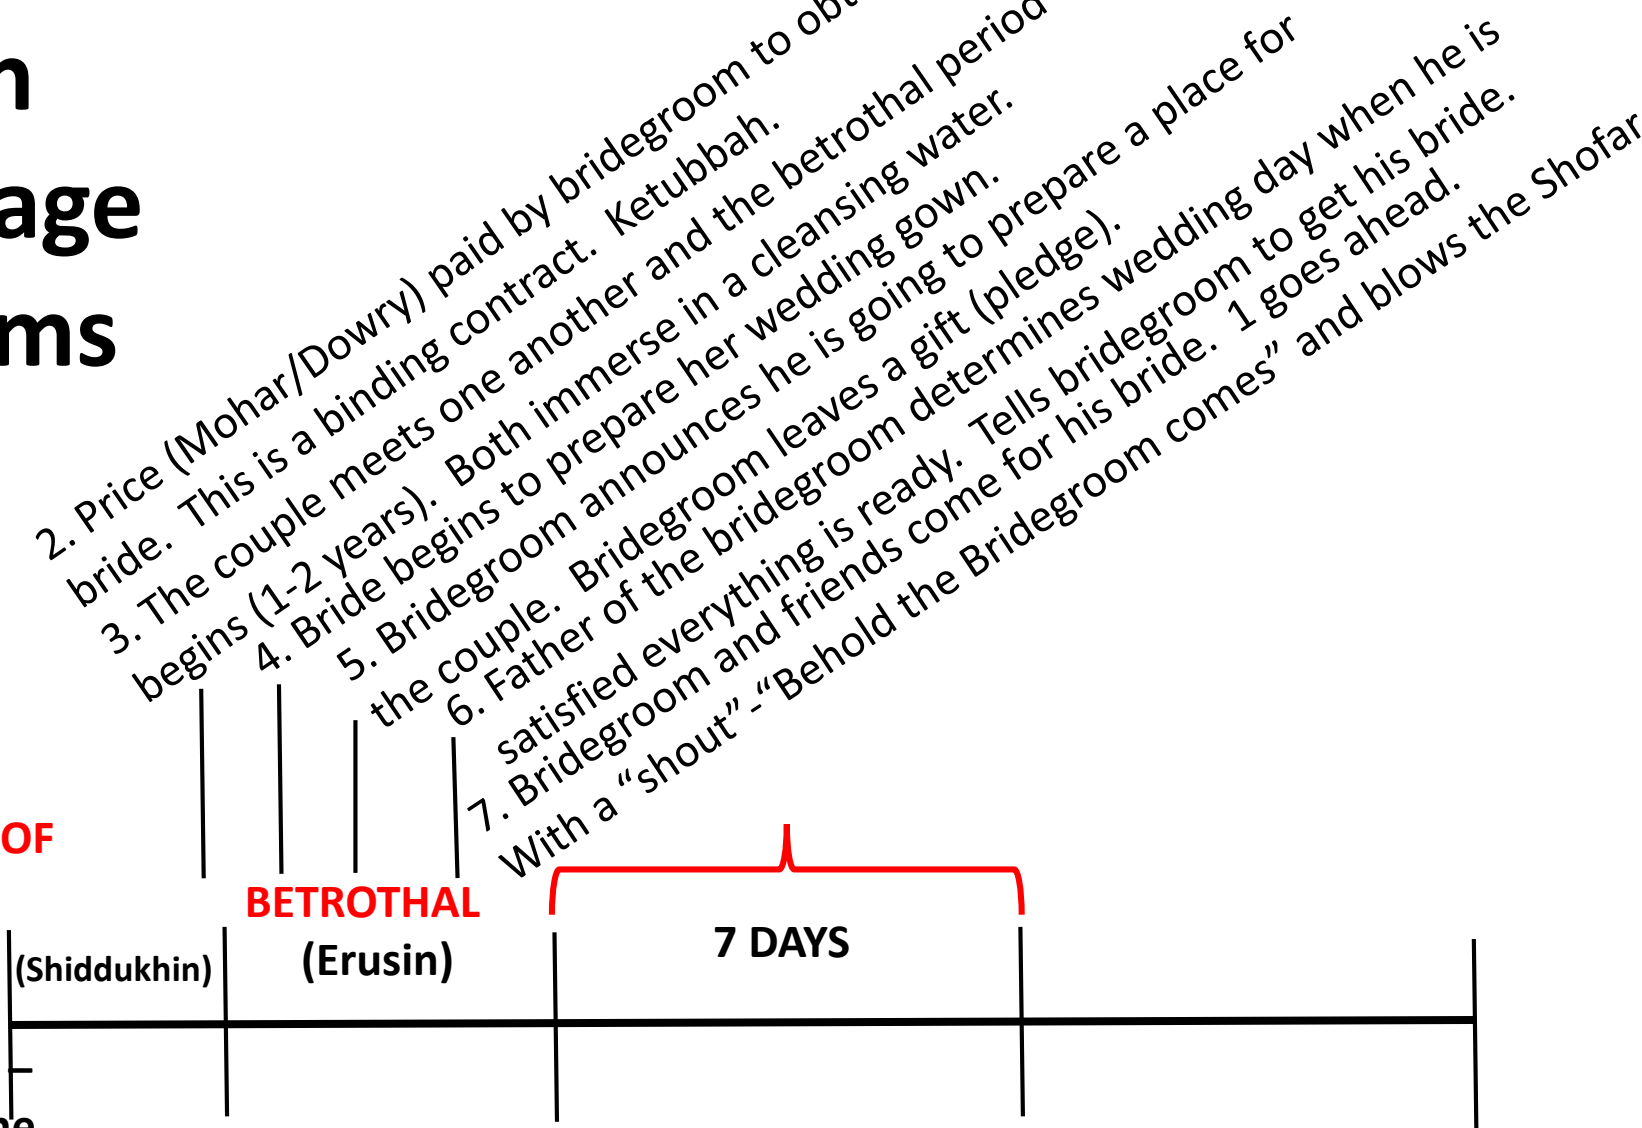 age
ms
2. Price (Mohar/Dowry) paid by bridegroom to
bride. This is a binding contract. Ketubbah.
3. The couple meets one another and the betrothal period
begins (1-2 years). Both immerse in a cleansing water.
4. Bride begins to prepare her wedding gown.
5. Bridegroom announces he is going to prepare a place for
the couple. Bridegroom leaves a gift (pledge).
6. Father of the bridegroom determines wedding day when he is
satisfied everything is ready. Tells bridegroom to get his bride.
7. Bridegroom and friends come for his bride. 1 goes ahead.
With a “shout”-“Behold the Bridegroom comes” and blows the Shofar
OF
BETROTHAL
(Shiddukhin)
(Erusin)
7 DAYS